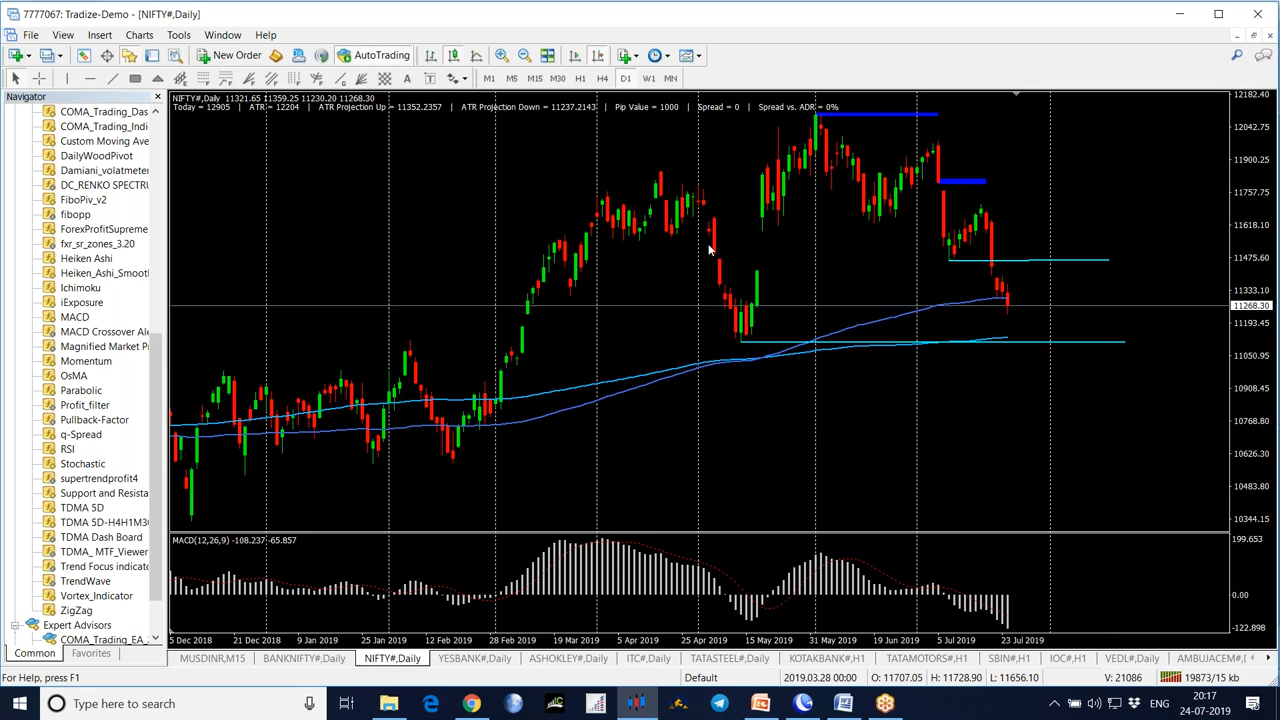 7777067: Tradize-Demo - [NIFTY#,Daily]
File View Insert Charts Tools Window Help
New Order AutoTrading
M1 M5 M15 M30 H1 H4 D1 W1 MN
Navigator
COMA_Trading_Das
COMA_Trading_Indi
Custom Moving Ave
DailyWoodPivot
Damiani_volatmeter
DC_RENKO SPECTRU
FiboPiv_v2
fibopp
ForexProfitSupreme
fxr_sr_zones_3.20
Heiken Ashi
Heiken_Ashi_Smoot
Ichimoku
iExposure
MACD
MACD Crossover Ale
Magnified Market Pr
Momentum
OsMA
Parabolic
Profit_filter
Pullback-Factor
q-Spread
RSI
Stochastic
supertrendprofit4
Support and Resista
TDMA 5D
TDMA 5D-H4H1M30
TDMA Dash Board
TDMA_ MTF_Viewer
Trend Focus indicato
TrendWave
Vortex_Indicator
ZigZag
Expert Advisors
COMA_Trading_EA_
Common Favorites
NIFTY#,Daily 11321.65 11359.25 11230.20 11268.30
Today = 12905 | ATR = 12204 | ATR Projection Up = 11352.2357 | ATR Projection Down = 11237.2143 | Pip Value = 1000 | Spread = 0 | Spread vs. ADR = 0%
12182.40
12042.75
11900.25
11757.75
11618.10
11475.60
11333.10
11268.30
11193.45
11050.95
10908.45
10768.80
10626.30
10483.80
10344.15
MACD(12,26,9) -108.237 -65.857
199.653
0.00
-122.898
5 Dec 2018 21 Dec 2018 9 Jan 2019 25 Jan 2019 12 Feb 2019 28 Feb 2019 19 Mar 2019 5 Apr 2019 25 Apr 2019 15 May 2019 31 May 2019 19 Jun 2019 5 Jul 2019 23 Jul 2019
MUSDINR,M15 BANKNIFTY#,Daily NIFTY#,Daily YESBANK#,Daily ASHOKLEY#,Daily ITC#,Daily TATASTEEL#,Daily KOTAKBANK#,H1 TATAMOTORS#,H1 SBIN#,H1 IOC#,H1 VEDL#,Daily AMBUJACEM#,
For Help, press F1 Default 2019.03.28 00:00 O: 11707.05 H: 11728.90 L: 11656.10 V: 21086 19873/15 kb
Type here to search
ENG
20:17
24-07-2019